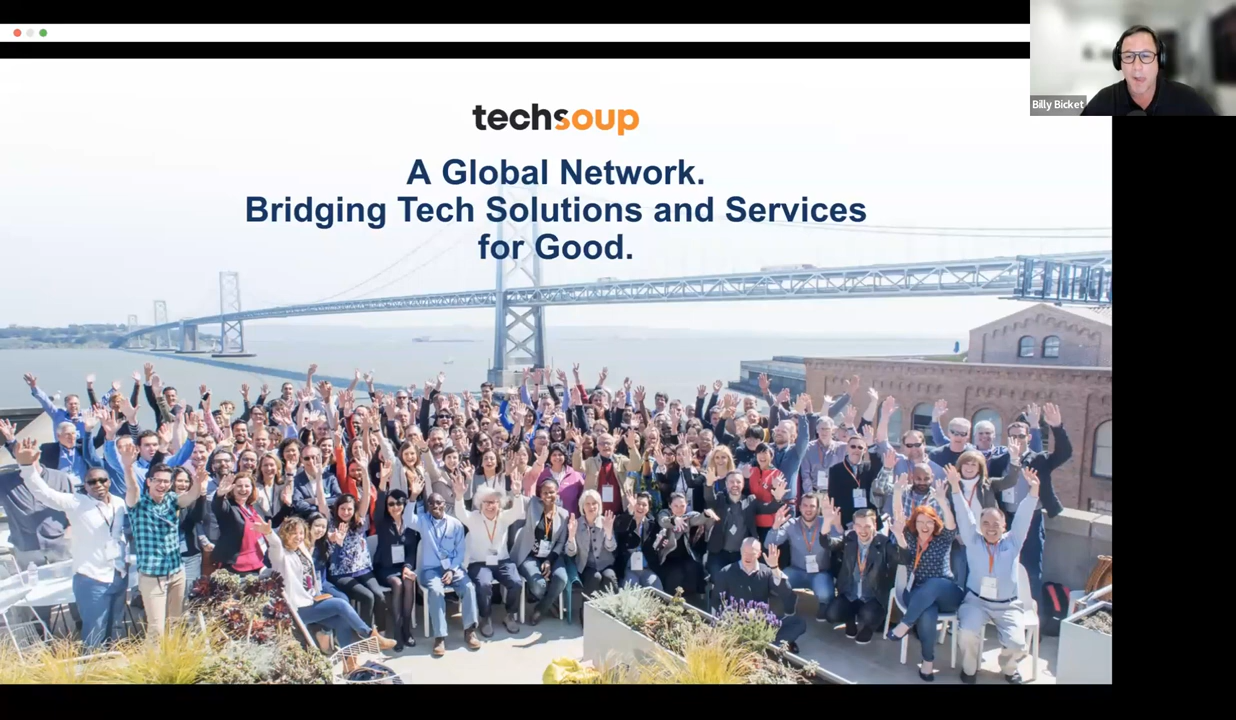 techsoup
A Global Network.
Bridging Tech Solutions and Services
for Good.
Billy Bicket